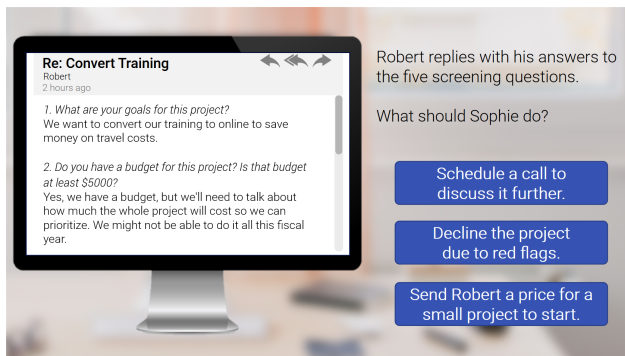 Re: Convert Training
Robert
2 hours ago
1. What are your goals for this project?
We want to convert our training to online to save
money on travel costs.
2. Do you have a budget for this project? Is that budget
at least $5000?
Yes, we have a budget, but we'll need to talk about
how much the whole project will cost so we can
prioritize. We might not be able to do it all this fiscal
year.
Robert replies with his answers to
the five screening questions.
What should Sophie do?
Schedule a call to
discuss it further.
Decline the project
due to red flags.
Send Robert a price for a
small project to start.